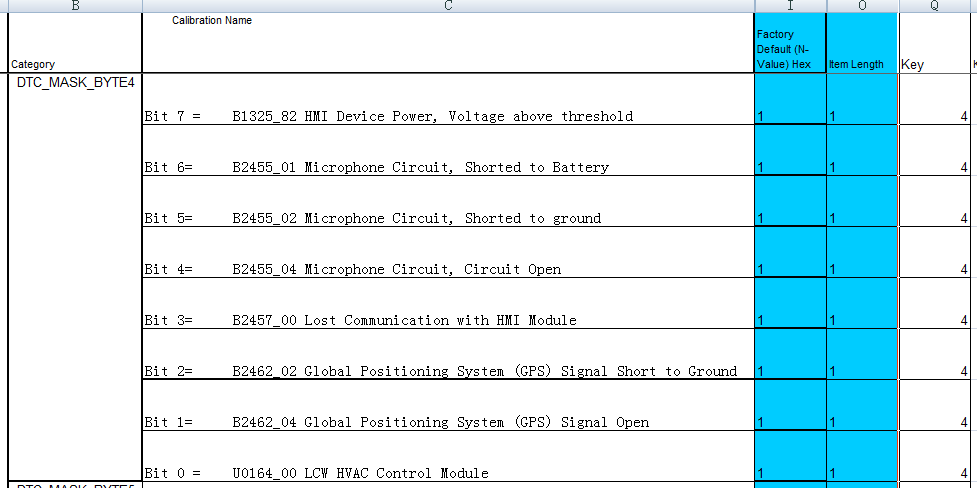 B C I O Q
Calibration Name
Factory
Default (N-
Value) Hex
Category
Item Length
Key
DTC_MASK_BYTE4
Bit 7 = B1325_82 HMI Device Power, Voltage above threshold 1 1 4
Bit 6= B2455_01 Microphone Circuit, Shorted to Battery 1 1 4
Bit 5= B2455_02 Microphone Circuit, Shorted to ground 1 1 4
Bit 4= B2455_04 Microphone Circuit, Circuit Open 1 1 4
Bit 3= B2457_00 Lost Communication with HMI Module 1 1 4
Bit 2= B2462_02 Global Positioning System (GPS) Signal Short to Ground 1 1 4
Bit 1= B2462_04 Global Positioning System (GPS) Signal Open 1 1 4
Bit 0 = U0164_00 LCW HVAC Control Module 1 1 4